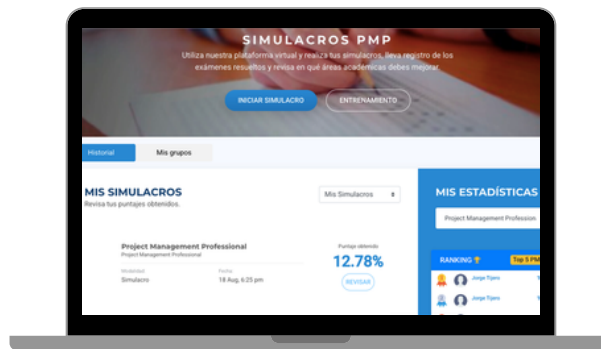 SIMULACROS PMP
Utiliza nuestra plataforma virtual y realiza tus simulacros, lleva registro de los
exámenes resueltos y revisa en qué áreas académicas debes mejorar.
INICIAR SIMULACRO
ENTRENAMIENTO
Historial
Mis grupos
MIS SIMULACROS
Revisa tus puntajes obtenidos.
Mis Simulacros
Project Management Professional
Project Management Professional
Modalidad
Fecha
Simulacro
18 Aug, 6:25 pm
Puntaje obtenido
12.78%
REVISAR
MIS ESTADÍSTICAS
Project Management Profession
RANKING
Top 5 PM
Jorge Tijero
Jorge Tijero